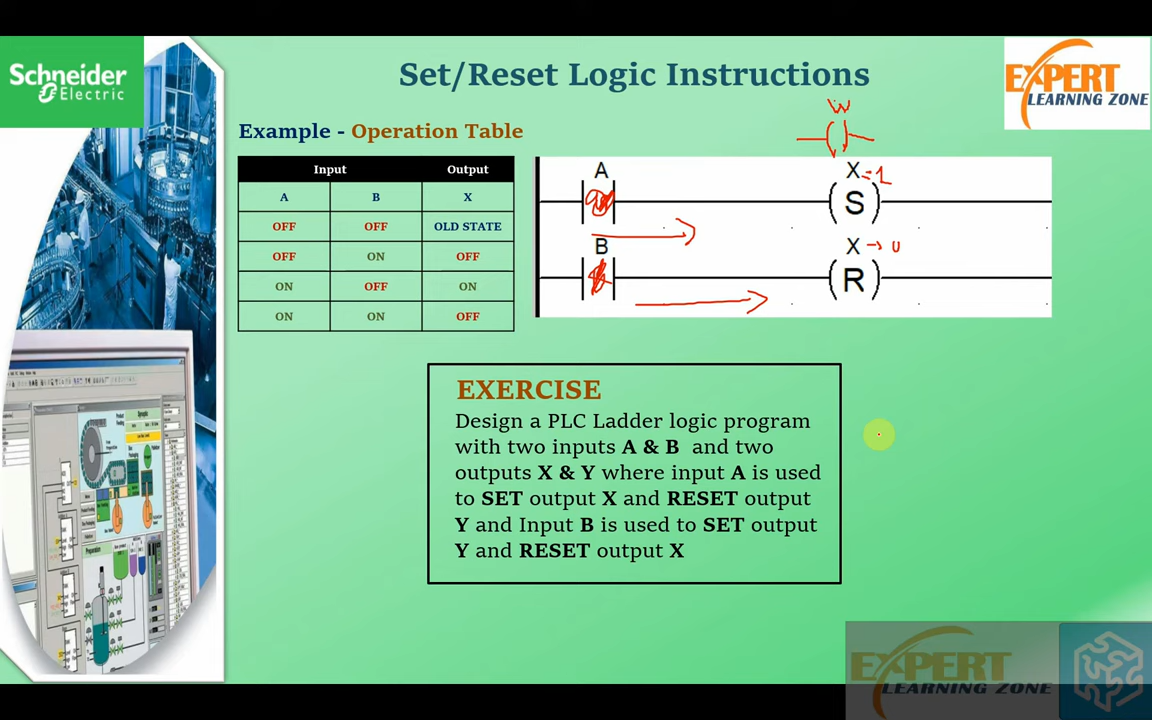 Schneider
Electric
Set/Reset Logic Instructions
EXPERT
LEARNING ZONE
Example - Operation Table
Input Output
A B X
OFF OFF OLD STATE
OFF ON OFF
ON OFF ON
ON ON OFF
A X =1
S
B X → 0
R
EXERCISE
Design a PLC Ladder logic program
with two inputs A & B and two
outputs X & Y where input A is used
to SET output X and RESET output
Y and Input B is used to SET output
Y and RESET output X
EXPERT
LEARNING ZONE